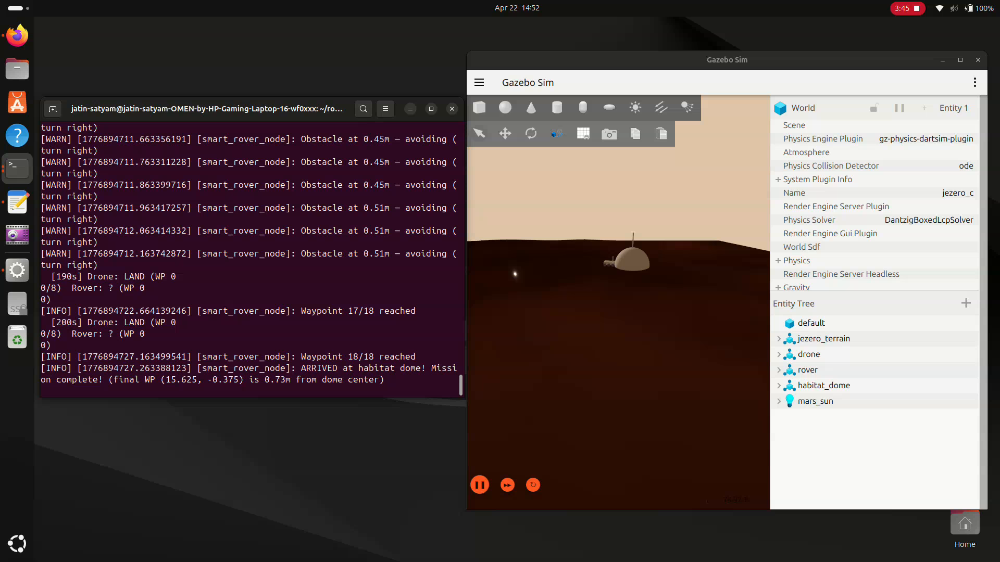 Apr 22 14:52
3:45
100%
Gazebo Sim
Gazebo Sim
jatin-satyam@jatin-satyam-OMEN-by-HP-Gaming-Laptop-16-wf0xxx: ~/ro...
turn right)
[WARN] [1776894711.663356191] [smart_rover_node]: Obstacle at 0.45m — avoiding (
turn right)
[WARN] [1776894711.763311228] [smart_rover_node]: Obstacle at 0.45m — avoiding (
turn right)
[WARN] [1776894711.863399716] [smart_rover_node]: Obstacle at 0.45m — avoiding (
turn right)
[WARN] [1776894711.963417257] [smart_rover_node]: Obstacle at 0.51m — avoiding (
turn right)
[WARN] [1776894712.063414332] [smart_rover_node]: Obstacle at 0.51m — avoiding (
turn right)
[WARN] [1776894712.163742872] [smart_rover_node]: Obstacle at 0.51m — avoiding (
turn right)
[190s] Drone: LAND (WP 0
0/8) Rover: ? (WP 0
0)
[INFO] [1776894722.664139246] [smart_rover_node]: Waypoint 17/18 reached
[200s] Drone: LAND (WP 0
0/8) Rover: ? (WP 0
0)
[INFO] [1776894727.163499541] [smart_rover_node]: Waypoint 18/18 reached
[INFO] [1776894727.263388123] [smart_rover_node]: ARRIVED at habitat dome! Missi
on complete! (final WP (15.625, -0.375) is 0.73m from dome center)
World
Entity 1
Scene
Physics Engine Plugin gz-physics-dartsim-plugin
Atmosphere
Physics Collision Detector ode
System Plugin Info
Name jezero_c
Render Engine Server Plugin
Physics Solver DantzigBoxedLcpSolver
Render Engine Gui Plugin
World Sdf
Physics
Render Engine Server Headless
Gravity
Entity Tree
default
jezero_terrain
drone
rover
habitat_dome
mars_sun
Home